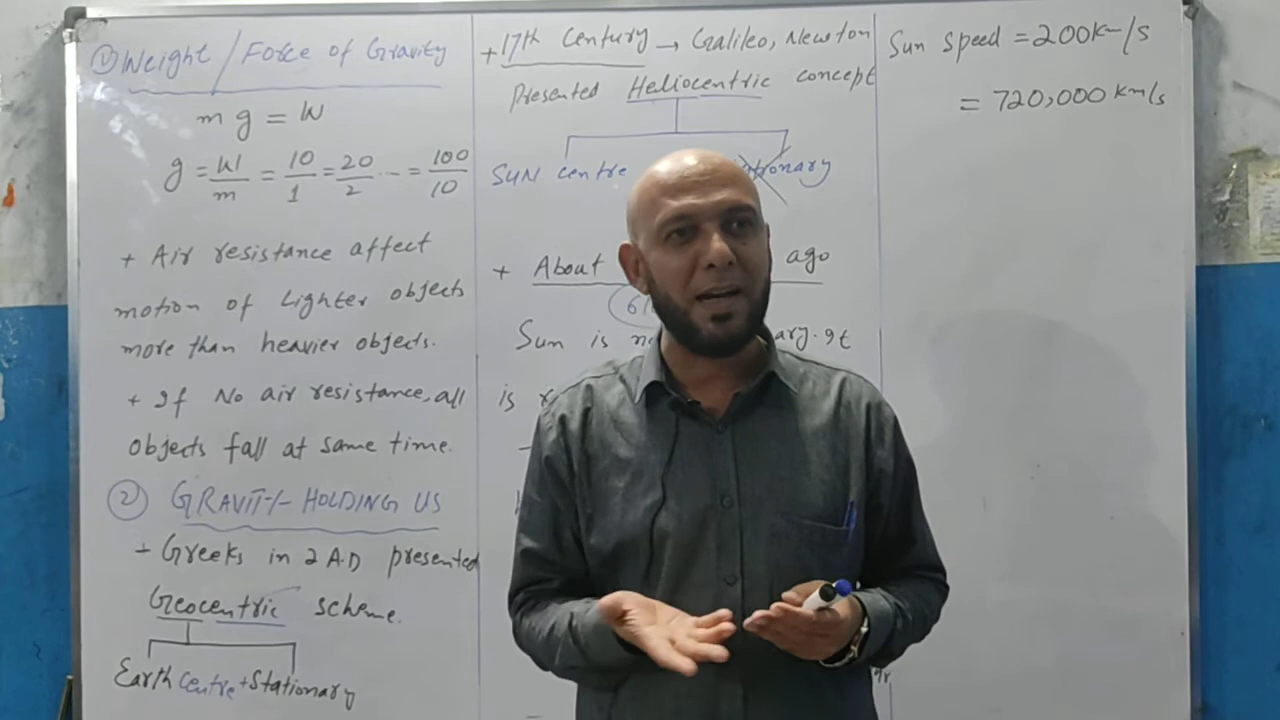 ① Weight / Force of Gravity
m g = W
g = W/m = 10/1 = 20/2 ... = 100/10
+ Air resistance affect
motion of Lighter objects
more than heavier objects.
+ If No air resistance, all
objects fall at same time.
② GRAVITY HOLDING US
+ Greeks in 2 A.D presented
Geocentric scheme.
Earth Centre + Stationary
+ 17th Century → Galileo, Newton
Presented Heliocentric concept
SUN centre
+ About ago
Sun is
is
Sun speed = 200km/s
= 720,000 km/s